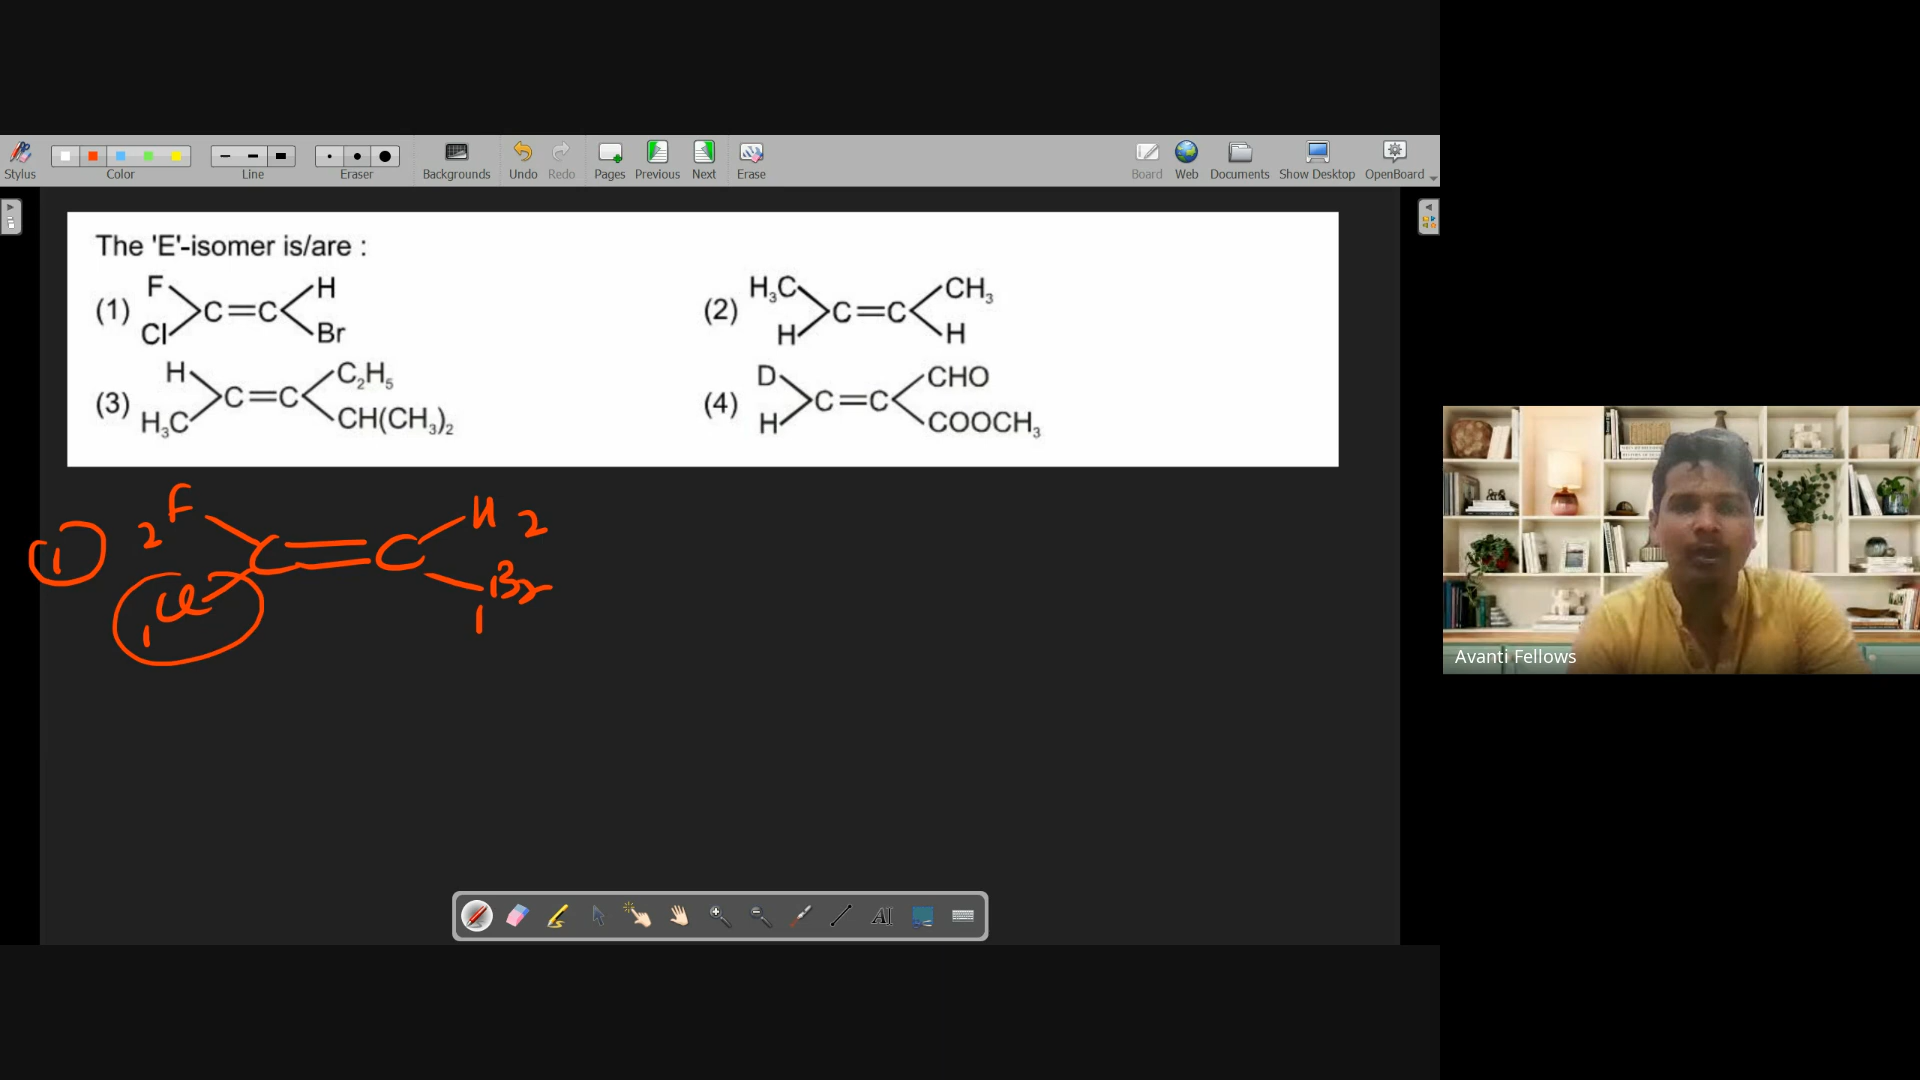 Stylus Color Line Eraser Backgrounds Undo Redo Pages Previous Next Erase Board Web Documents Show Desktop OpenBoard
The 'E'-isomer is/are :
(1) F Cl C=C H Br
(2) H₃C H C=C CH₃ H
(3) H H₃C C=C C₂H₅ CH(CH₃)₂
(4) D H C=C CHO COOCH₃
1 2 F C=C H 2
1 Cl Br
1
Avanti Fellows
AI